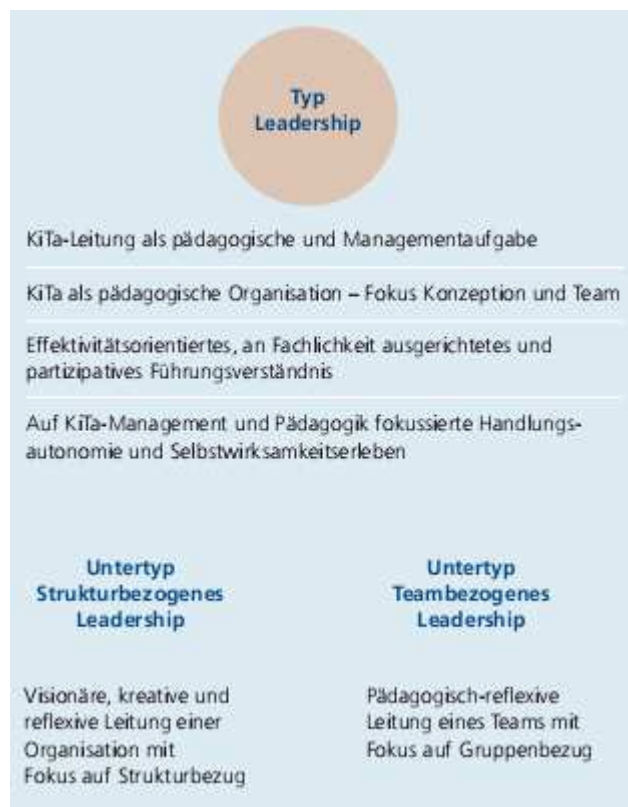 Typ
Leadership
KiTa-Leitung als pädagogische und Managementaufgabe
KiTa als pädagogische Organisation – Fokus Konzeption und Team
Effektivitätsorientiertes, an Fachlichkeit ausgerichtetes und
partizipatives Führungsverständnis
Auf KiTa-Management und Pädagogik fokussierte Handlungs-
autonomie und Selbstwirksamkeitserleben
Untertyp
Strukturbezogenes
Leadership
Visionäre, kreative und
reflexive Leitung einer
Organisation mit
Fokus auf Strukturbezug
Untertyp
Teambezogenes
Leadership
Pädagogisch-reflexive
Leitung eines Teams mit
Fokus auf Gruppenbezug